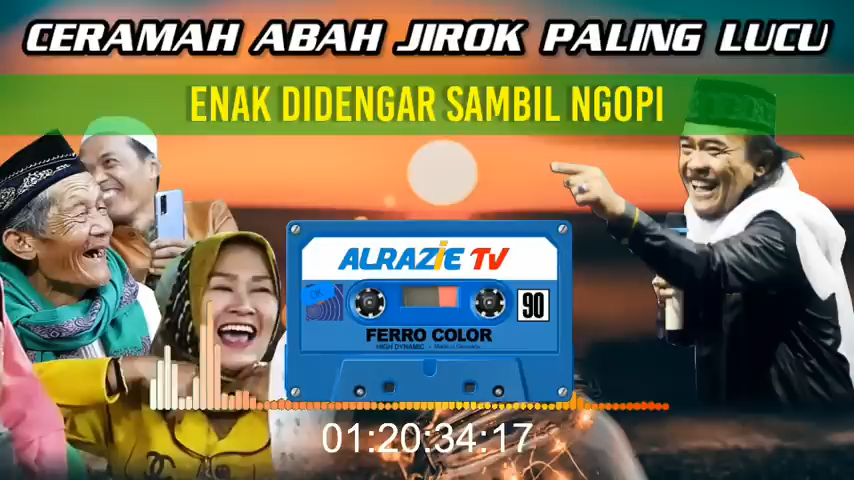 CERAMAH ABAH JIROK PALING LUCU
ENAK DIDENGAR SAMBIL NGOPI
ALRAZIE TV
90
FERRO COLOR
HIGH DYNAMIC
01:20:34:17